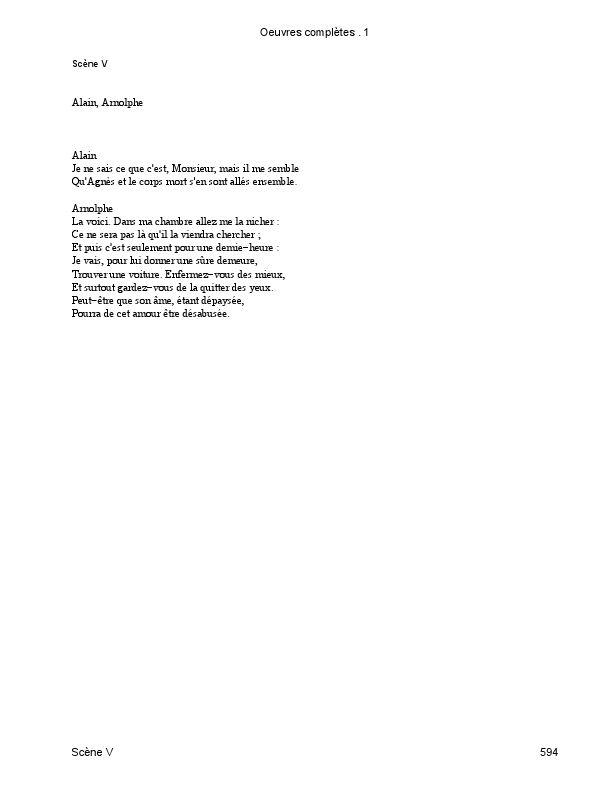 Oeuvres complètes . 1
Scène V
Alain, Arnolphe
Alain
Je ne sais ce que c'est, Monsieur, mais il me semble
Qu'Agnès et le corps mort s'en sont allés ensemble.
Arnolphe
La voici. Dans ma chambre allez me la nicher :
Ce ne sera pas là qu'il la viendra chercher ;
Et puis c'est seulement pour une demie−heure :
Je vais, pour lui donner une sûre demeure,
Trouver une voiture. Enfermez−vous des mieux,
Et surtout gardez−vous de la quitter des yeux.
Peut−être que son âme, étant dépaysée,
Pourra de cet amour être désabusée.
Scène V
594